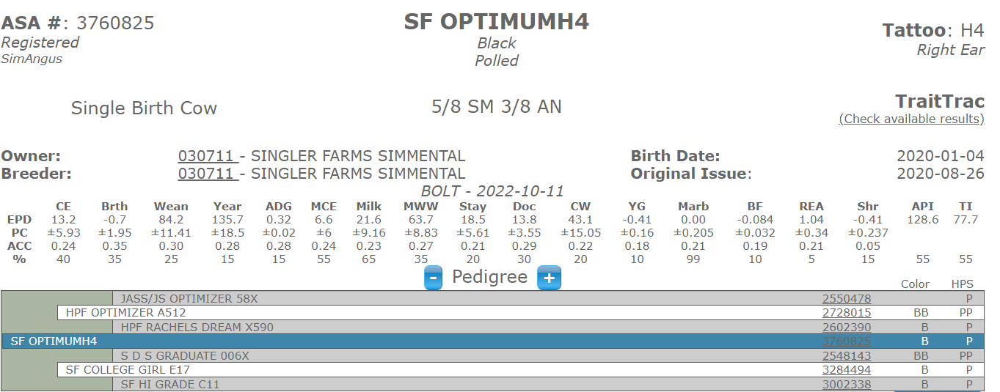 ASA #: 3760825 SF OPTIMUMH4 Tattoo: H4
Registered Black Right Ear
SimAngus Polled
Single Birth Cow 5/8 SM 3/8 AN TraitTrac
(Check available results)
Owner: 030711 - SINGLER FARMS SIMMENTAL Birth Date: 2020-01-04
Breeder: 030711 - SINGLER FARMS SIMMENTAL Original Issue: 2020-08-26
BOLT - 2022-10-11
CE Brth Wean Year ADG MCE Milk MWW Stay Doc CW YG Marb BF REA Shr API TI
EPD 13.2 -0.7 84.2 135.7 0.32 6.6 21.6 63.7 18.5 13.8 43.1 -0.41 0.00 -0.084 1.04 -0.41 128.6 77.7
PC ±5.93 ±1.95 ±11.41 ±18.5 ±0.02 ±6 ±9.16 ±8.83 ±5.61 ±3.55 ±15.05 ±0.16 ±0.205 ±0.032 ±0.34 ±0.237
ACC 0.24 0.35 0.30 0.28 0.28 0.24 0.23 0.27 0.21 0.29 0.22 0.18 0.21 0.19 0.21 0.05
% 40 35 25 15 15 55 65 35 20 30 20 10 99 10 5 15 55 55
- Pedigree +
Color HPS
JASS/JS OPTIMIZER 58X 2550478 P
HPF OPTIMIZER A512 2728015 BB PP
HPF RACHELS DREAM X590 2602390 B P
SF OPTIMUMH4 3760825 B P
S D S GRADUATE 006X 2548143 BB PP
SF COLLEGE GIRL E17 3284494 B P
SF HI GRADE C11 3002338 B P